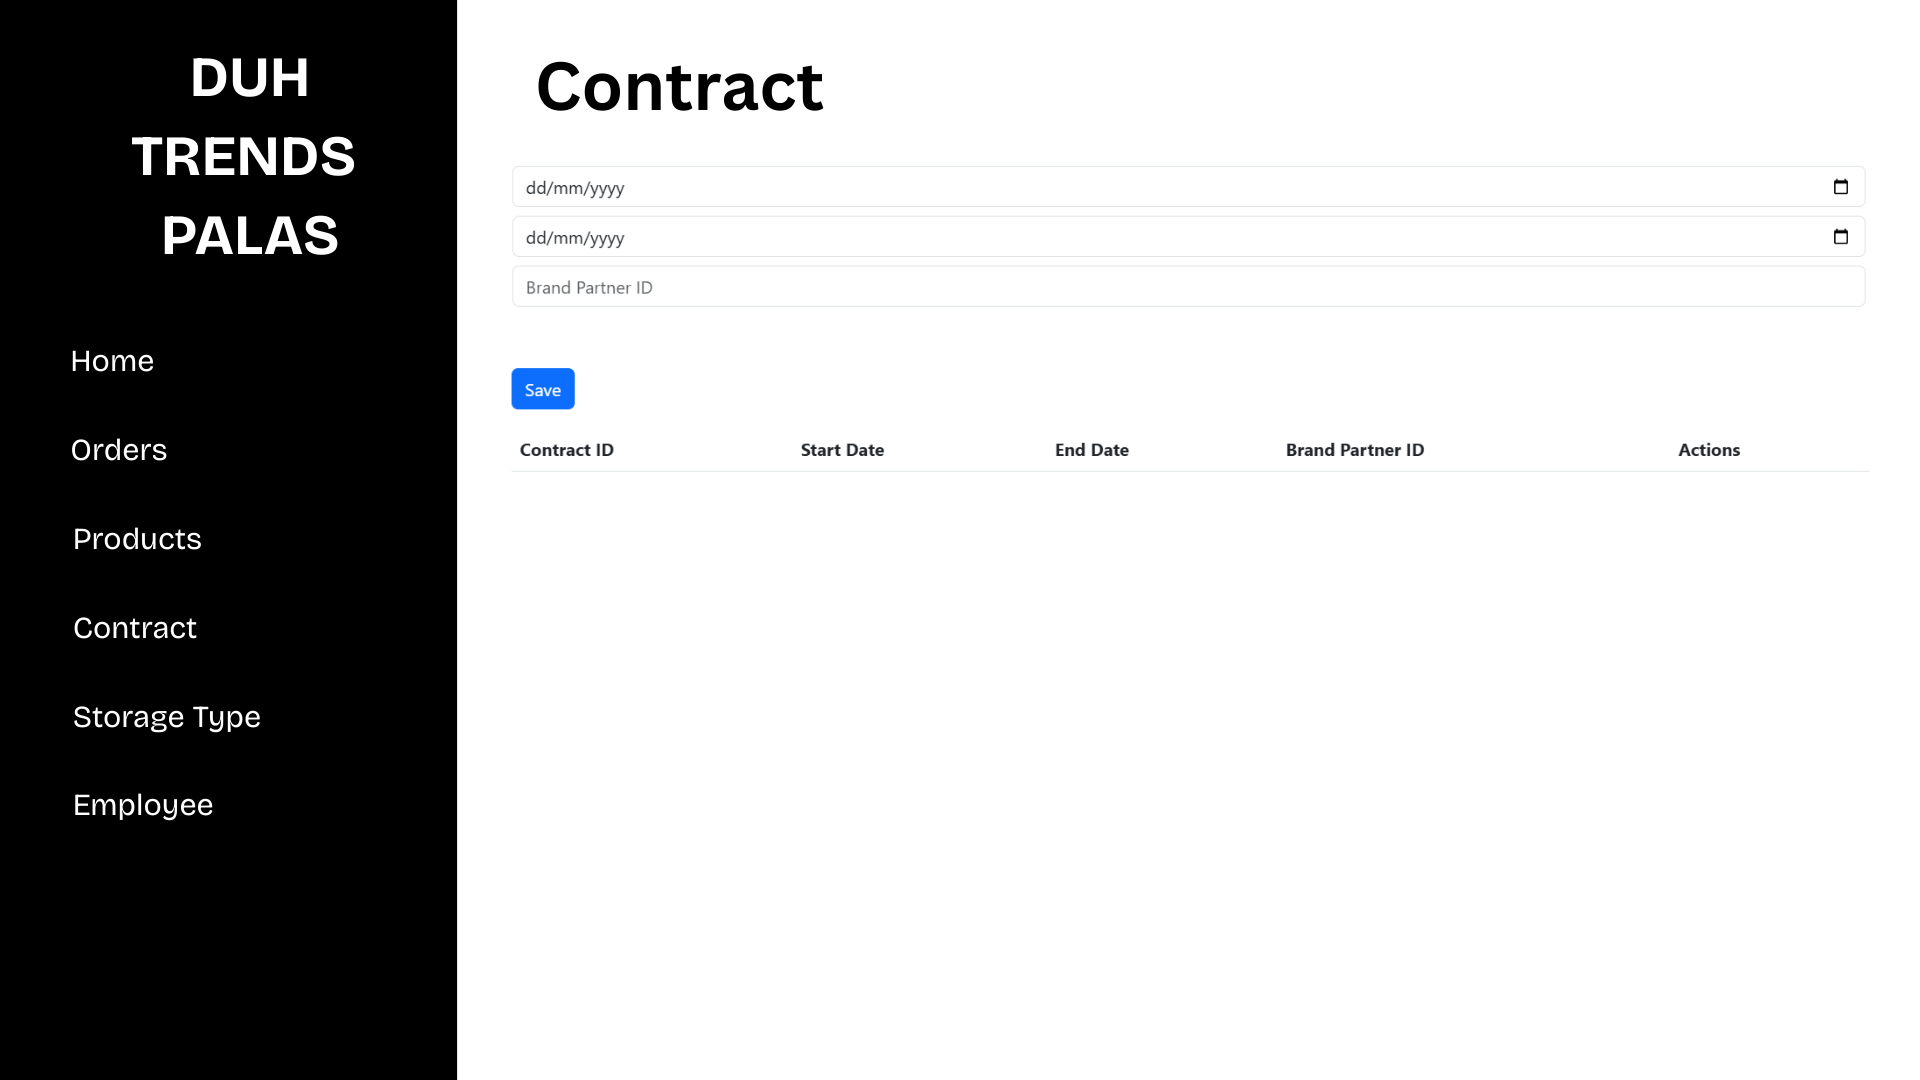 DUH
TRENDS
PALAS
Home
Orders
Products
Contract
Storage Type
Employee
Contract
dd/mm/yyyy
dd/mm/yyyy
Brand Partner ID
Save
Contract ID Start Date End Date Brand Partner ID Actions